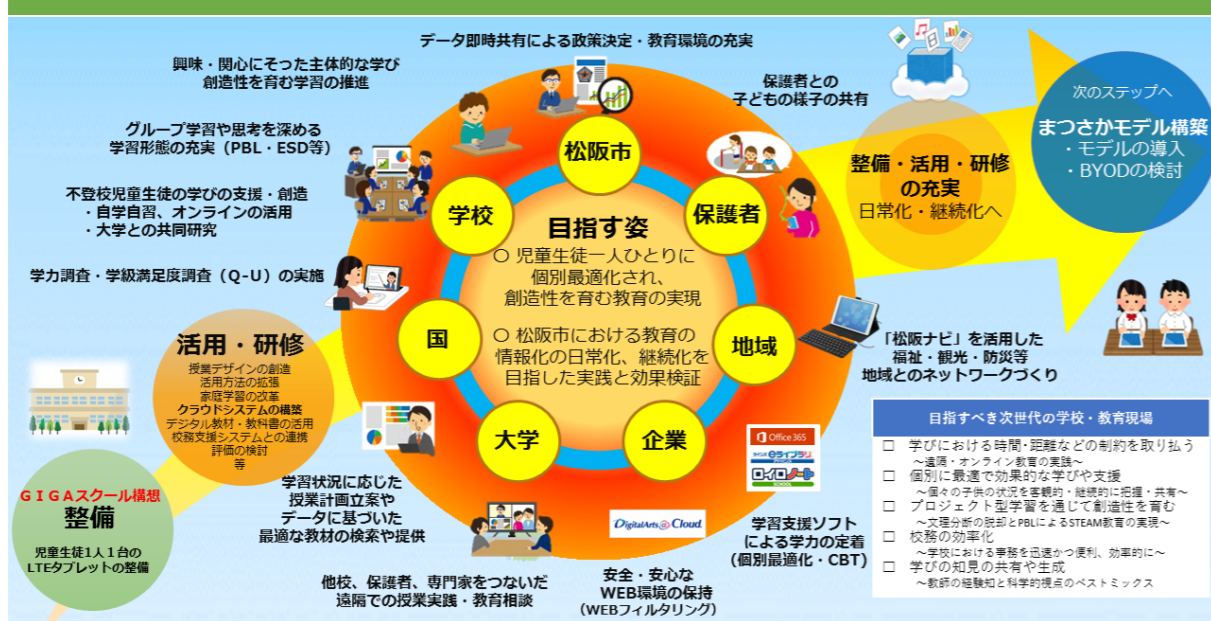 データ即時共有による政策決定・教育環境の充実
興味・関心にそった主体的な学び
創造性を育む学習の推進
保護者との
子どもの様子の共有
グループ学習や思考を深める
学習形態の充実（PBL・ESD等）
不登校児童生徒の学びの支援・創造
・自学自習、オンラインの活用
・大学との共同研究
学力調査・学級満足度調査（Q-U）の実施
松阪市
学校
保護者
国
地域
大学
企業
目指す姿
〇 児童生徒一人ひとりに
個別最適化され、
創造性を育む教育の実現
〇 松阪市における教育の
情報化の日常化、継続化を
目指した実践と効果検証
整備・活用・研修
の充実
日常化・継続化へ
次のステップへ
まつさかモデル構築
・モデルの導入
・BYODの検討
活用・研修
授業デザインの創造
活用方法の拡張
家庭学習の改革
クラウドシステムの構築
デジタル教材・教科書の活用
校務支援システムとの連携
評価の検討
等
GIGAスクール構想
整備
児童生徒1人１台の
LTEタブレットの整備
学習状況に応じた
授業計画立案や
データに基づいた
最適な教材の検索や提供
他校、保護者、専門家をつないだ
遠隔での授業実践・教育相談
DigitalArts@Cloud
安全・安心な
WEB環境の保持
（WEBフィルタリング）
Office 365
eライブラリ
ロイロノート
SCHOOL
学習支援ソフト
による学力の定着
（個別最適化・CBT）
「松阪ナビ」を活用した
福祉・観光・防災等
地域とのネットワークづくり
目指すべき次世代の学校・教育現場
□ 学びにおける時間･距離などの制約を取り払う
～遠隔・オンライン教育の実践～
□ 個別に最適で効果的な学びや支援
～個々の子供の状況を客観的・継続的に把握・共有～
□ プロジェクト型学習を通じて創造性を育む
～文理分断の脱却とPBLによるSTEAM教育の実現～
□ 校務の効率化
～学校における事務を迅速かつ便利、効率的に～
□ 学びの知見の共有や生成
～教師の経験知と科学的視点のベストミックス